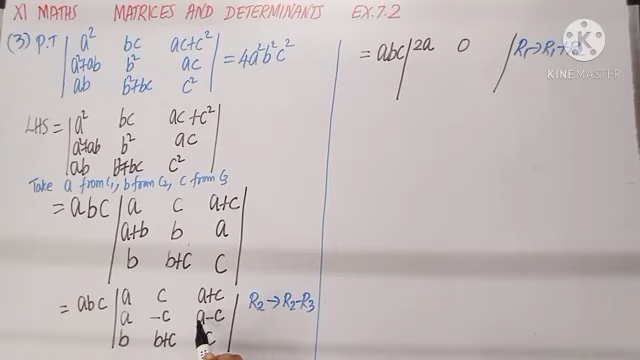 XI MATHS MATRICES AND DETERMINANTS EX.7.2
(3) P.T | a² bc ac+c² |
| a²+ab b² ac | = 4a²b²c²
| ab b²+bc c² |
LHS = | a² bc ac+c² |
| a²+ab b² ac |
| ab b²+bc c² |
Take a from C₁, b from C₂, c from C₃
= abc | a c a+c |
| a+b b a |
| b b+c c |
= abc | a c a+c | R₂→R₂-R₃
| a -c a-c |
| b b+c c |
= abc | 2a 0 | R₁→R₁+
KINEMASTER